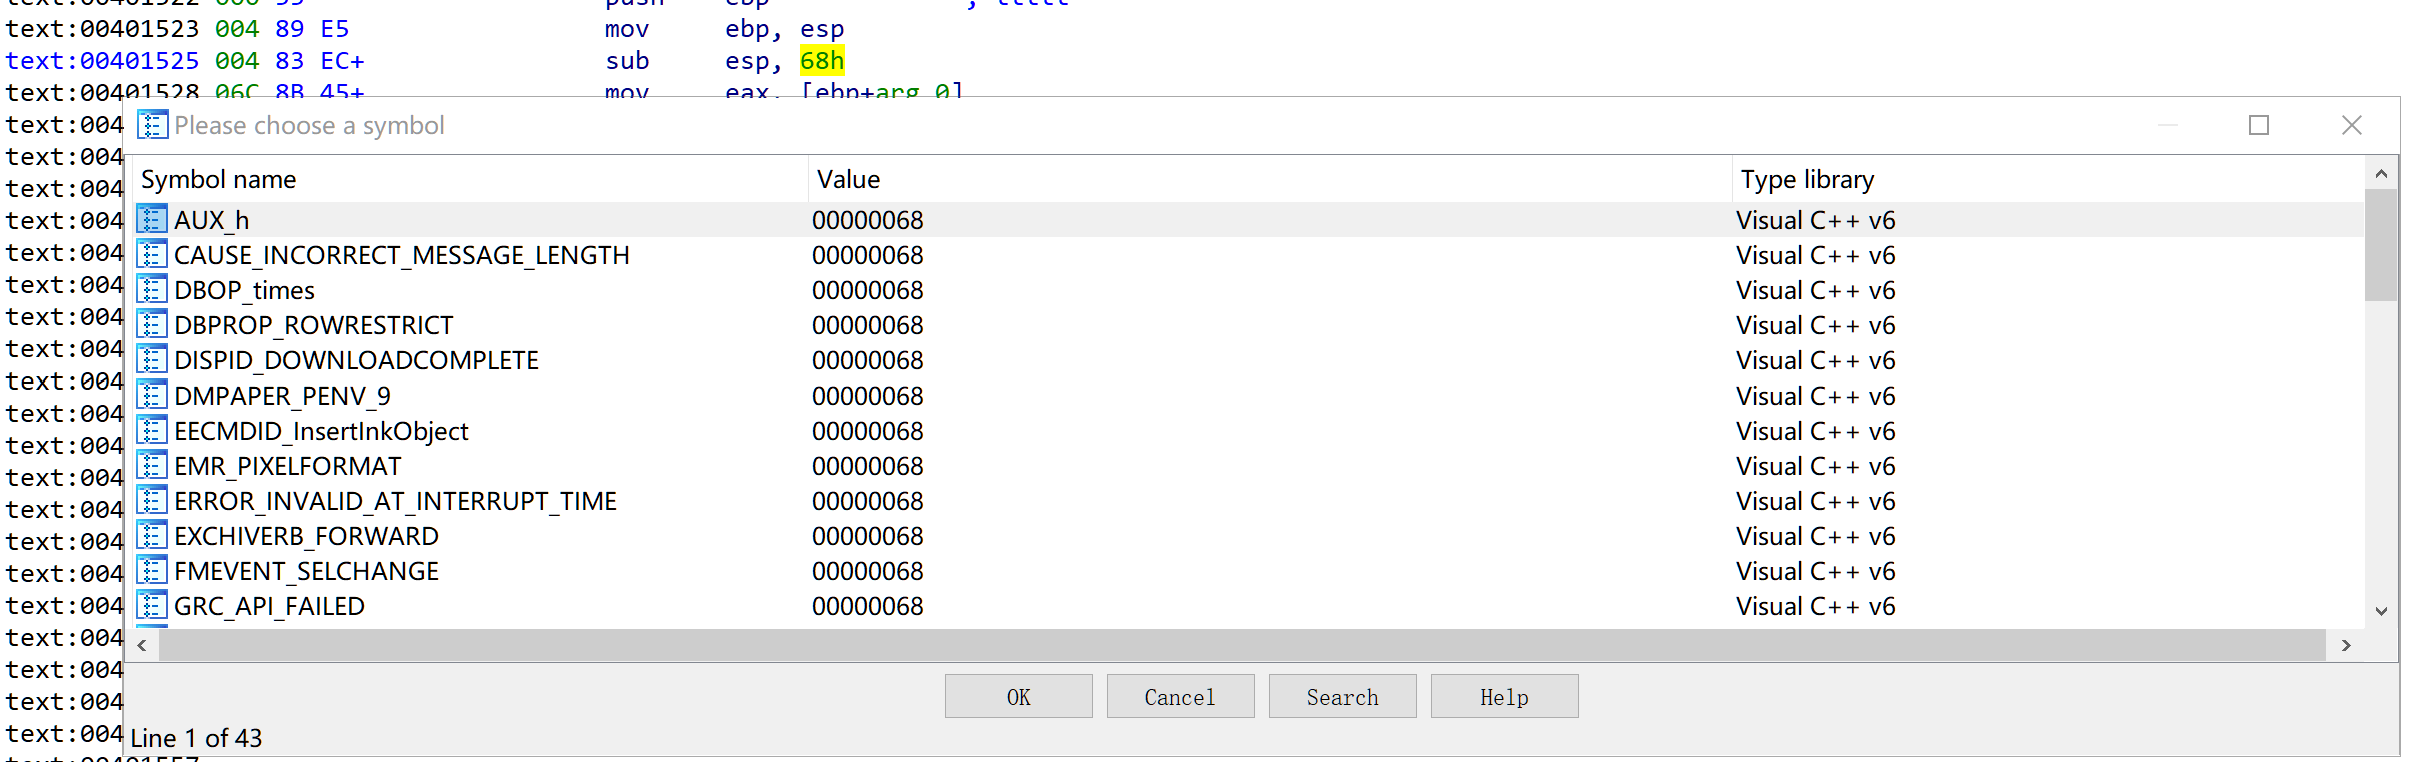 text:00401522 000 55 push ebp ; ttttt
text:00401523 004 89 E5 mov ebp, esp
text:00401525 004 83 EC+ sub esp, 68h
text:00401528 06C 8B 45+ mov eax, [ebp+arg_0]
text:004
Please choose a symbol
text:004
Symbol name Value Type library
text:004
AUX_h 00000068 Visual C++ v6
text:004
CAUSE_INCORRECT_MESSAGE_LENGTH 00000068 Visual C++ v6
text:004
DBOP_times 00000068 Visual C++ v6
text:004
DBPROP_ROWRESTRICT 00000068 Visual C++ v6
text:004
DISPID_DOWNLOADCOMPLETE 00000068 Visual C++ v6
text:004
DMPAPER_PENV_9 00000068 Visual C++ v6
text:004
EECMDID_InsertInkObject 00000068 Visual C++ v6
text:004
EMR_PIXELFORMAT 00000068 Visual C++ v6
text:004
ERROR_INVALID_AT_INTERRUPT_TIME 00000068 Visual C++ v6
text:004
EXCHIVERB_FORWARD 00000068 Visual C++ v6
text:004
FMEVENT_SELCHANGE 00000068 Visual C++ v6
text:004
GRC_API_FAILED 00000068 Visual C++ v6
text:004
text:004
text:004
OK Cancel Search Help
text:004
text:004
Line 1 of 43
text:00401557